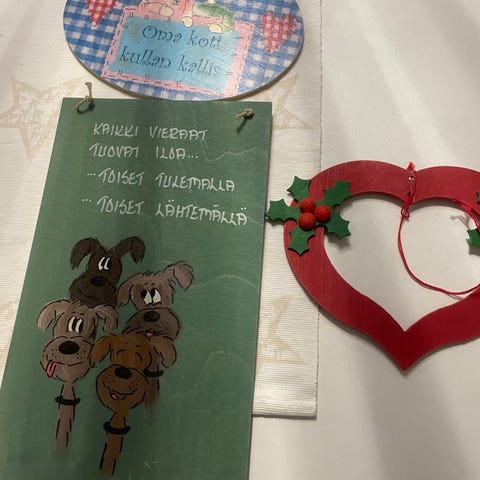 Oma koti
kullan kallis
KAIKKI VIERAAT
TUOVAT ILOA...
...TOISET TULEMALLA
...TOISET LÄHTEMÄLLÄ